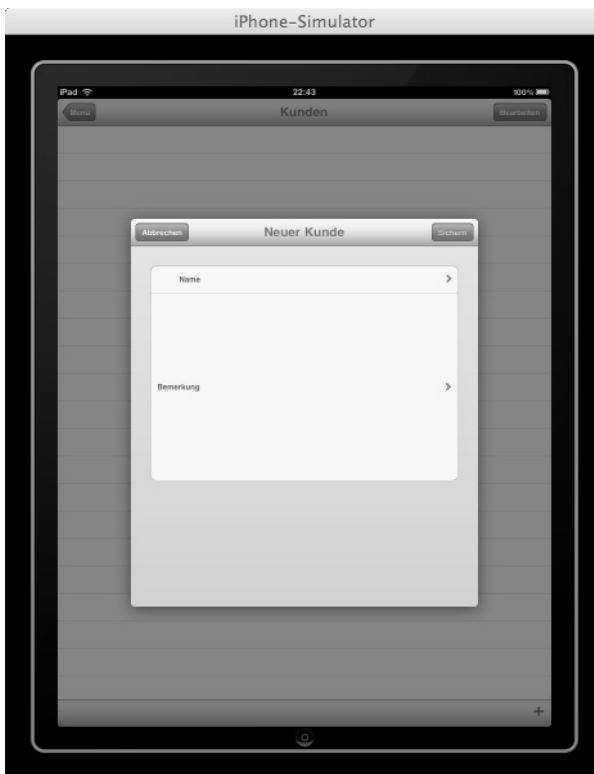 iPhone-Simulator
iPad 22:43 100%
Menu Kunden Bearbeiten
Abbrechen Neuer Kunde Sichern
Name
Bemerkung
+